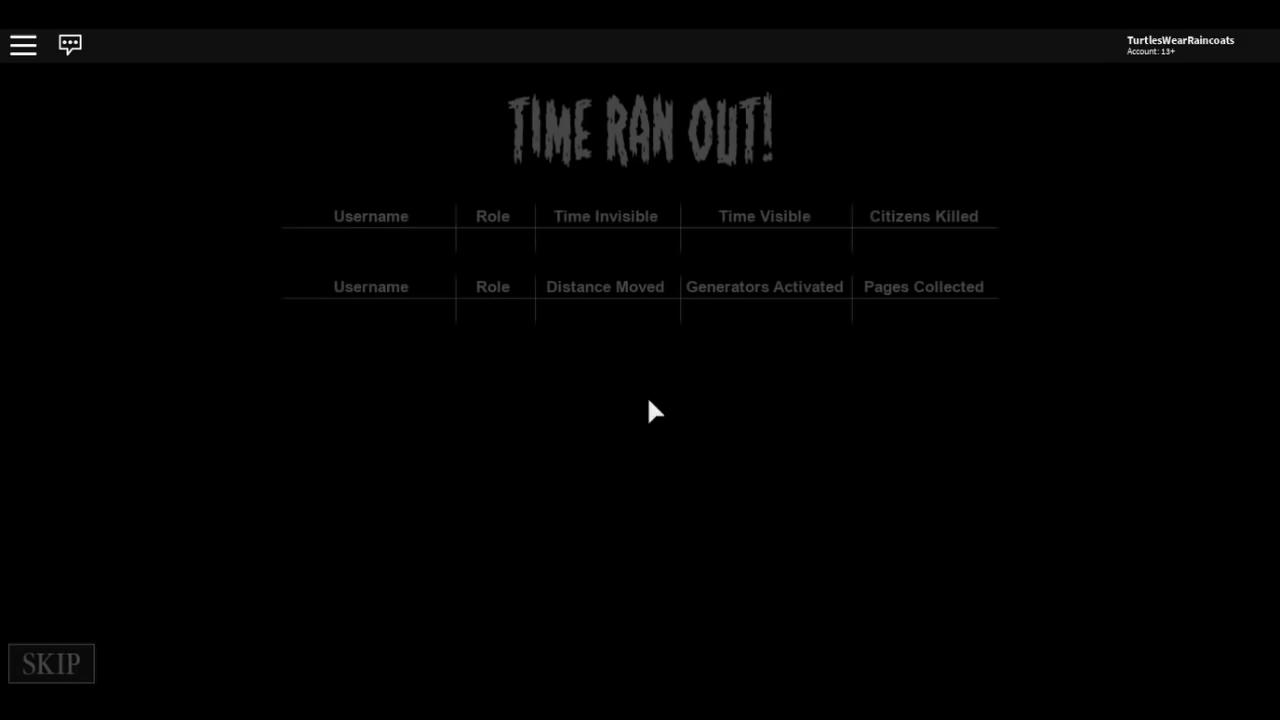 TurtlesWearRaincoats
Account: 13+
TIME RAN OUT!
Username Role Time Invisible Time Visible Citizens Killed
Username Role Distance Moved Generators Activated Pages Collected
SKIP